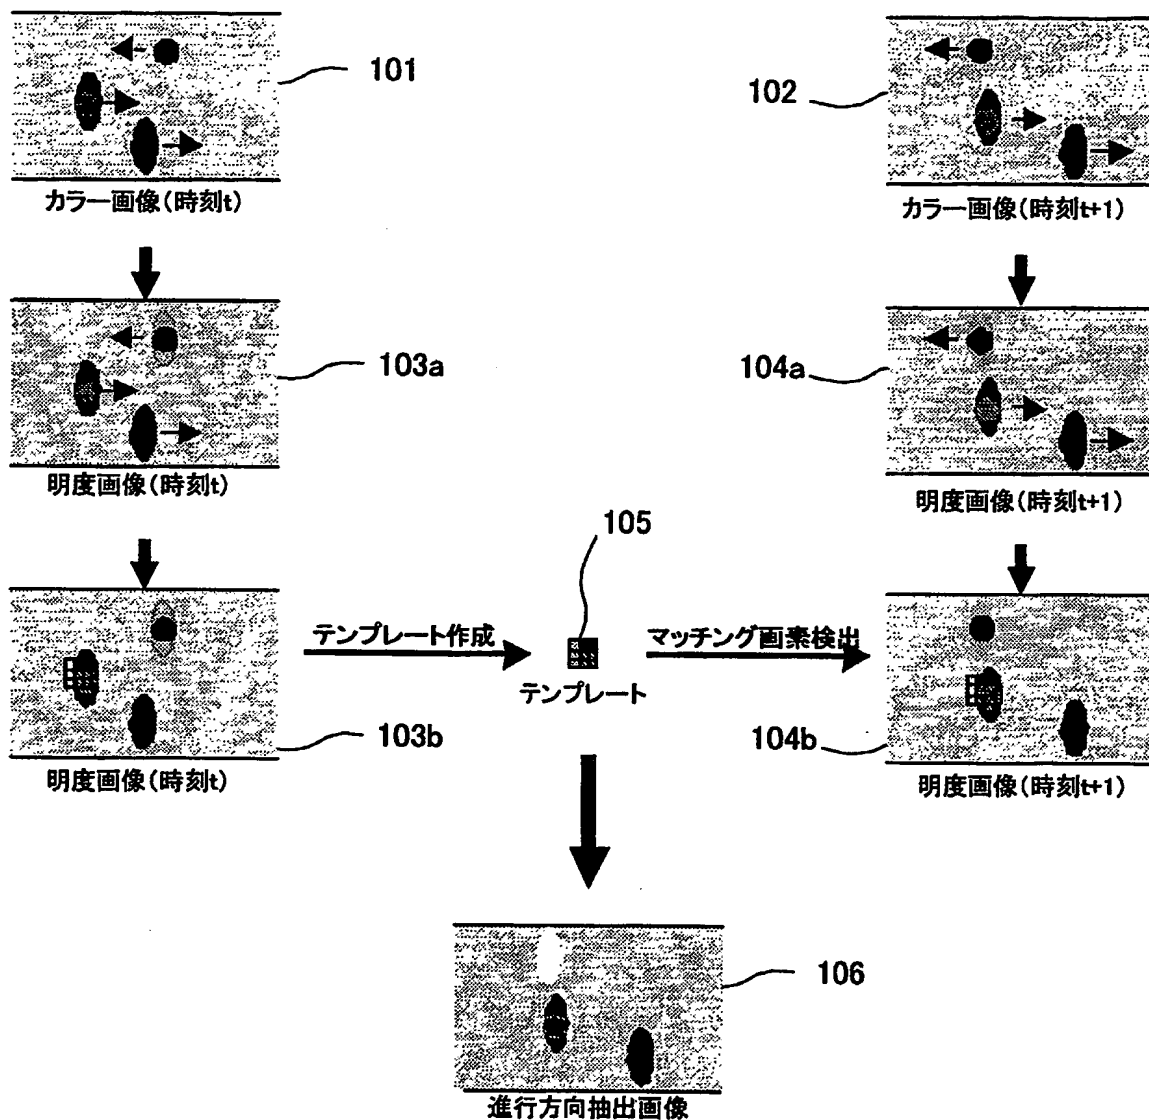 101
102
カラー画像(時刻t)
カラー画像(時刻t+1)
103a
104a
明度画像(時刻t)
明度画像(時刻t+1)
105
テンプレート作成
マッチング画素検出
テンプレート
103b
104b
明度画像(時刻t)
明度画像(時刻t+1)
106
進行方向抽出画像